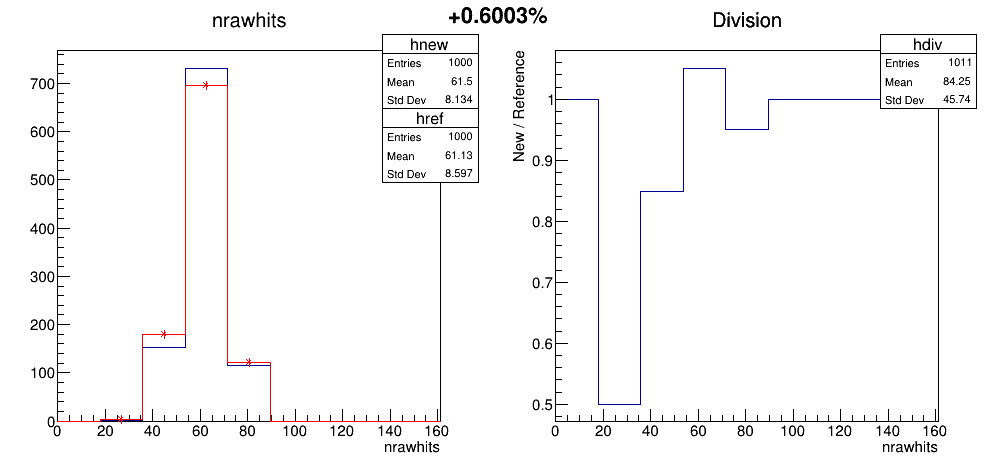 +0.6003%
nrawhits
hnew
Entries 1000
Mean 61.5
Std Dev 8.134
href
Entries 1000
Mean 61.13
Std Dev 8.597
700
600
500
400
300
200
100
0
0 20 40 60 80 100 120 140 160
nrawhits
Division
hdiv
Entries 1011
Mean 84.25
Std Dev 45.74
New / Reference
1
0.9
0.8
0.7
0.6
0.5
0 20 40 60 80 100 120 140 160
nrawhits